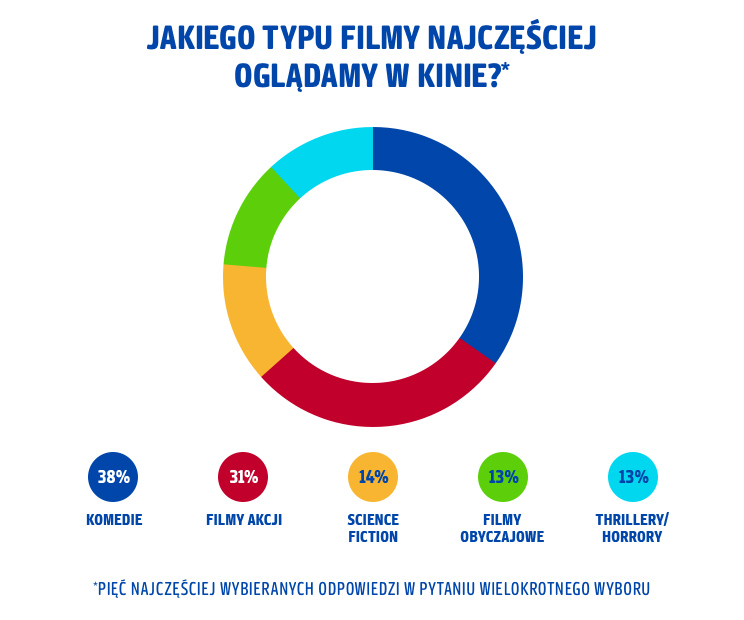 JAKIEGO TYPU FILMY NAJCZĘŚCIEJ
OGLĄDAMY W KINIE?*
38%
31%
14%
13%
13%
KOMEDIE
FILMY AKCJI
SCIENCE
FICTION
FILMY
OBYCZAJOWE
THRILLERY/
HORRORY
*PIĘĆ NAJCZĘŚCIEJ WYBIERANYCH ODPOWIEDZI W PYTANIU WIELOKROTNEGO WYBORU